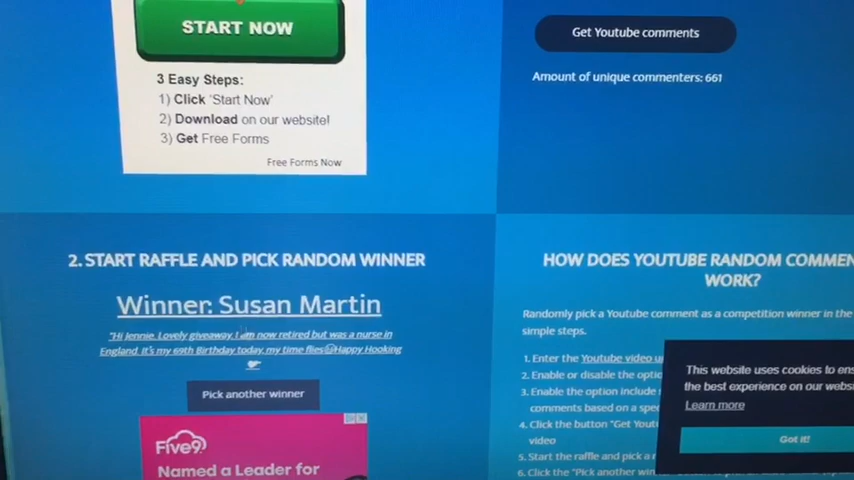 START NOW
3 Easy Steps:
1) Click 'Start Now'
2) Download on our website!
3) Get Free Forms
Free Forms Now
Get Youtube comments
Amount of unique commenters: 661
2. START RAFFLE AND PICK RANDOM WINNER
Winner: Susan Martin
"Hi Jennie. Lovely giveaway. I am now retired but was a nurse in
England. It's my 69th Birthday today, my time flies😊Happy Hooking
Pick another winner
Five9
Named a Leader for
HOW DOES YOUTUBE RANDOM COMMEN
WORK?
Randomly pick a Youtube comment as a competition winner in the
simple steps.
1. Enter the Youtube video u
2. Enable or disable the optio
3. Enable the option include
comments based on a spe
4. Click the button "Get Yout
video
5. Start the raffle and pick a
6. Click the "Pick another win
This website uses cookies to ens
the best experience on our webs
Learn more
Got it!